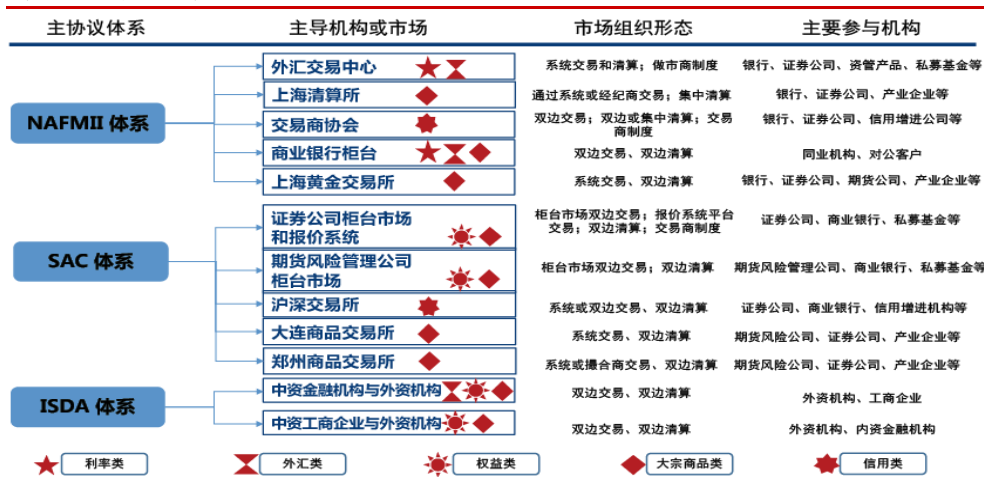 主协议体系 主导机构或市场 市场组织形态 主要参与机构
NAFMII 体系
外汇交易中心 系统交易和清算；做市商制度 银行、证券公司、资管产品、私募基金等
上海清算所 通过系统或经纪商交易；集中清算 银行、证券公司、产业企业等
交易商协会 双边交易；双边或集中清算；交易
商制度 银行、证券公司、信用增进公司等
商业银行柜台 双边交易、双边清算 同业机构、对公客户
上海黄金交易所 系统交易、双边清算 银行、证券公司、期货公司、产业企业等
SAC 体系
证券公司柜台市场
和报价系统 柜台市场双边交易；报价系统平台
交易；双边清算；交易商制度 证券公司、商业银行、私募基金等
期货风险管理公司
柜台市场 柜台市场双边交易；双边清算 期货风险管理公司、商业银行、私募基金等
沪深交易所 系统或双边交易、双边清算 证券公司、商业银行、信用增进机构等
大连商品交易所 系统交易、双边清算 期货风险公司、证券公司、产业企业等
郑州商品交易所 系统或撮合商交易、双边清算 期货风险公司、证券公司、产业企业等
ISDA 体系
中资金融机构与外资机构 双边交易、双边清算 外资机构、工商企业
中资工商企业与外资机构 双边交易、双边清算 外资机构、内资金融机构
利率类 外汇类 权益类 大宗商品类 信用类